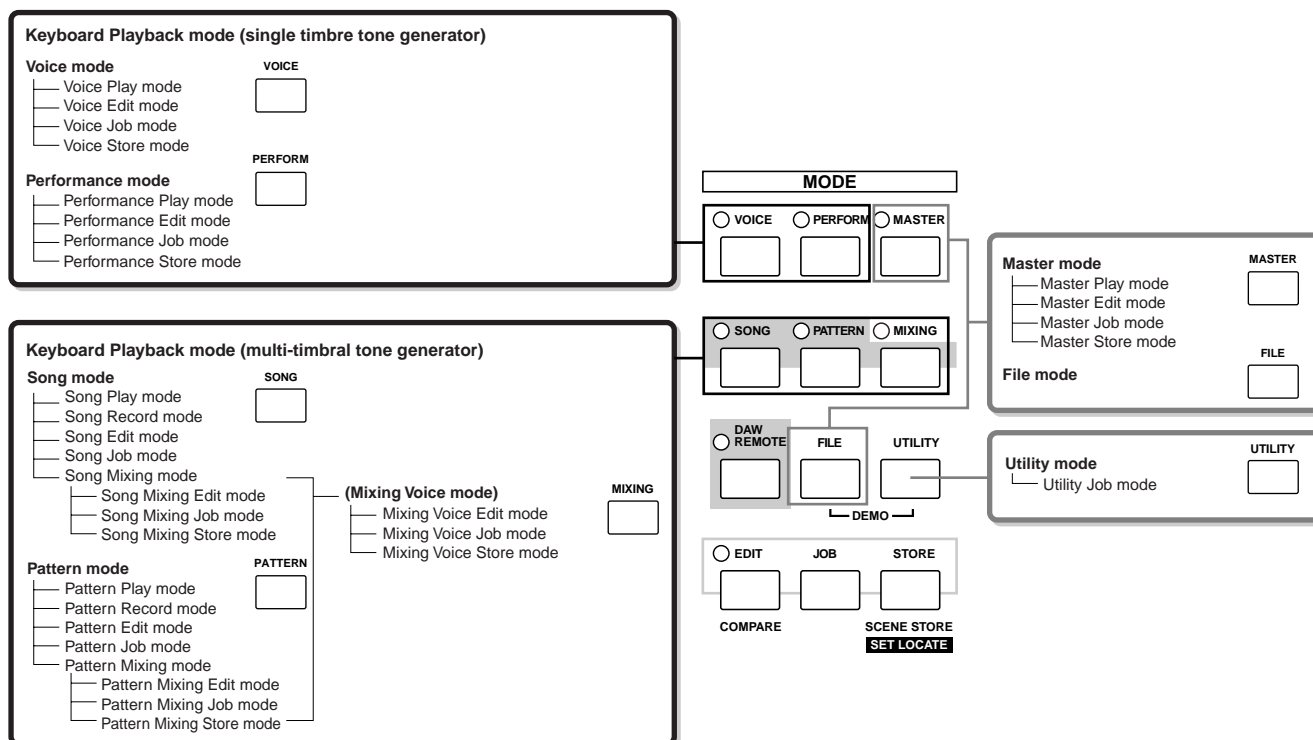 Keyboard Playback mode (single timbre tone generator)
Voice mode
VOICE
Voice Play mode
Voice Edit mode
Voice Job mode
Voice Store mode
PERFORM
Performance mode
Performance Play mode
Performance Edit mode
Performance Job mode
Performance Store mode
Keyboard Playback mode (multi-timbral tone generator)
Song mode
SONG
Song Play mode
Song Record mode
Song Edit mode
Song Job mode
Song Mixing mode
Song Mixing Edit mode
Song Mixing Job mode
Song Mixing Store mode
(Mixing Voice mode)
MIXING
Mixing Voice Edit mode
Mixing Voice Job mode
Mixing Voice Store mode
Pattern mode
PATTERN
Pattern Play mode
Pattern Record mode
Pattern Edit mode
Pattern Job mode
Pattern Mixing mode
Pattern Mixing Edit mode
Pattern Mixing Job mode
Pattern Mixing Store mode
MODE
VOICE PERFORM MASTER
SONG PATTERN MIXING
DAW REMOTE FILE UTILITY
DEMO
EDIT JOB STORE
COMPARE SCENE STORE
SET LOCATE
Master mode
MASTER
Master Play mode
Master Edit mode
Master Job mode
Master Store mode
FILE
File mode
Utility mode
UTILITY
Utility Job mode